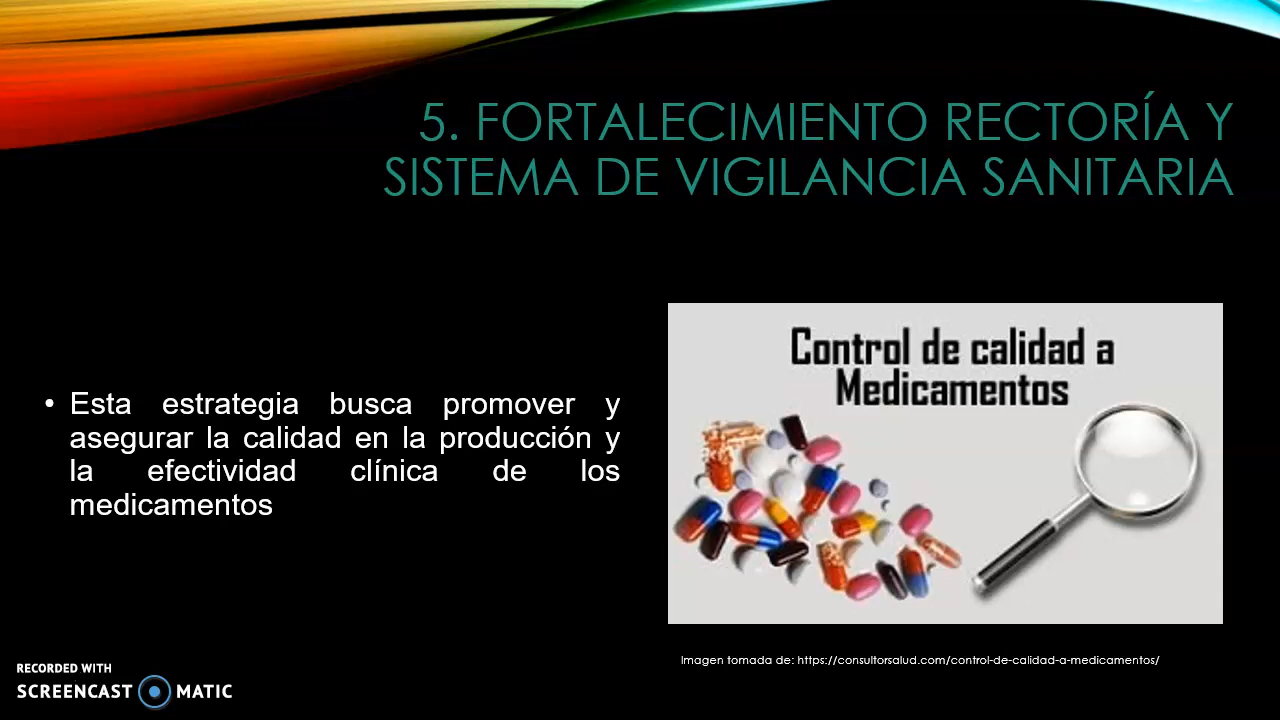 5. FORTALECIMIENTO RECTORÍA Y
SISTEMA DE VIGILANCIA SANITARIA
• Esta estrategia busca promover y
asegurar la calidad en la producción y
la efectividad clínica de los
medicamentos
Control de calidad a
Medicamentos
Imagen tomada de: https://consultorsalud.com/control-de-calidad-a-medicamentos/
RECORDED WITH
SCREENCAST MATIC